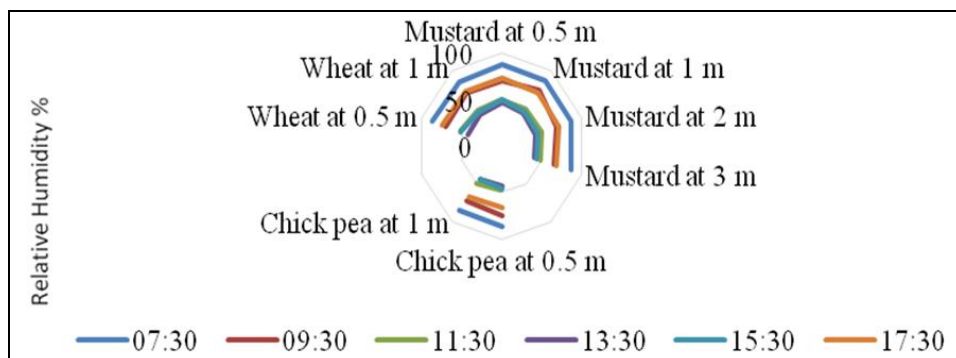 Mustard at 0.5 m
100
Wheat at 1 m
Mustard at 1 m
50
Wheat at 0.5 m
Mustard at 2 m
0
Mustard at 3 m
Chick pea at 1 m
Chick pea at 0.5 m
Relative Humidity %
07:30 09:30 11:30 13:30 15:30 17:30